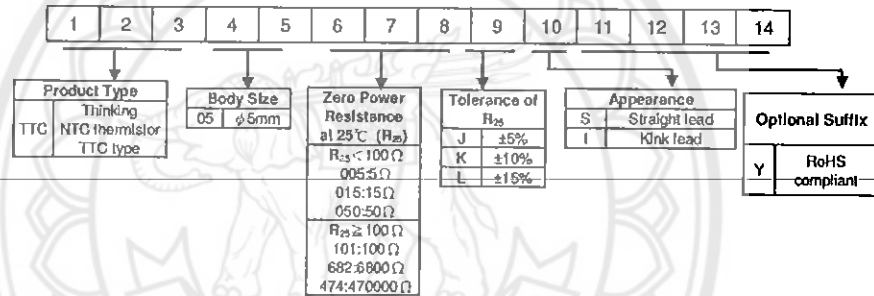 1 2 3 4 5 6 7 8 9 10 11 12 13 14
Product Type
TTC
Thinking
NTC thermistor
TTC type
Body Size
05 ϕ5mm
Zero Power
Resistance
at 25℃ (R25)
R25<100Ω
005:5Ω
015:15Ω
050:50Ω
R25≧100Ω
101:100Ω
682:6800Ω
474:470000Ω
Tolerance of
R25
J ±5%
K ±10%
L ±15%
Appearance
S Straight lead
I Kink lead
Optional Suffix
Y
RoHS
compliant